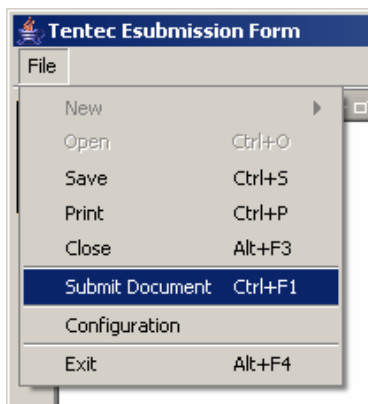 Tentec Esubmission Form
File
New
Open Ctrl+O
Save Ctrl+S
Print Ctrl+P
Close Alt+F3
Submit Document Ctrl+F1
Configuration
Exit Alt+F4